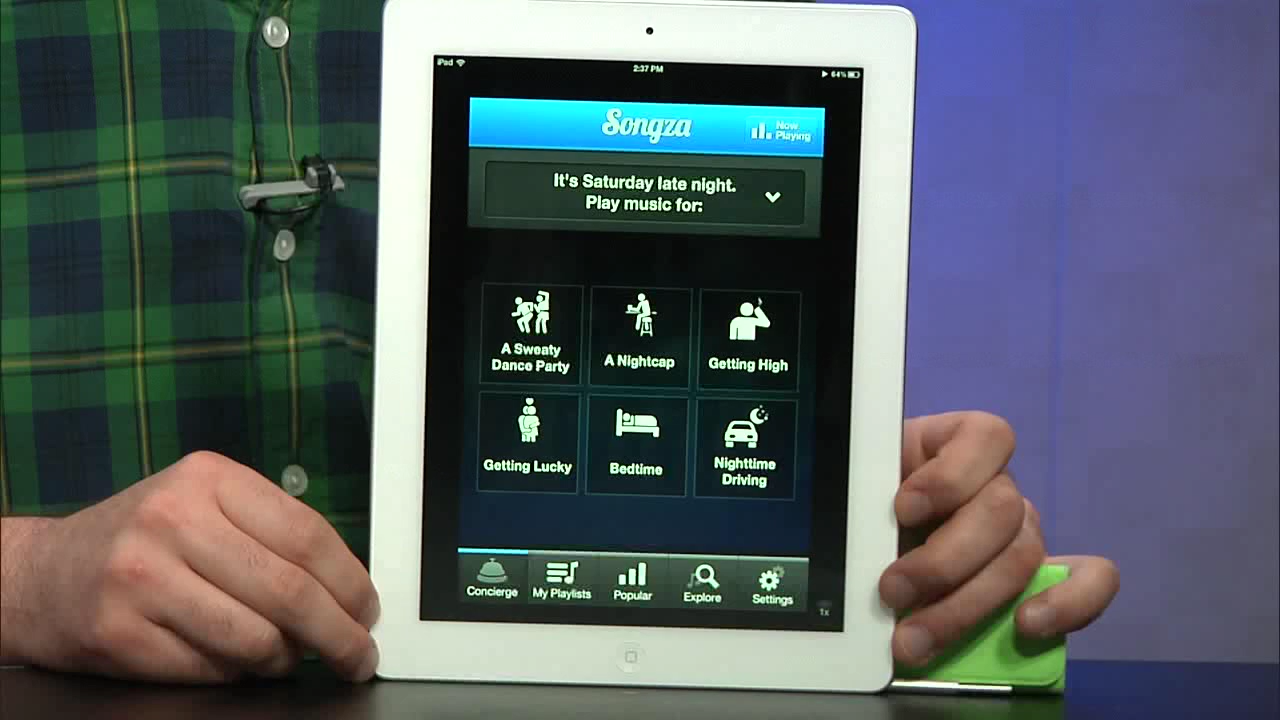 iPad
2:37 PM
64%
Songza
Now
Playing
It's Saturday late night.
Play music for:
A Sweaty
Dance Party
A Nightcap
Getting High
Getting Lucky
Bedtime
Nighttime
Driving
Concierge
My Playlists
Popular
Explore
Settings
1x